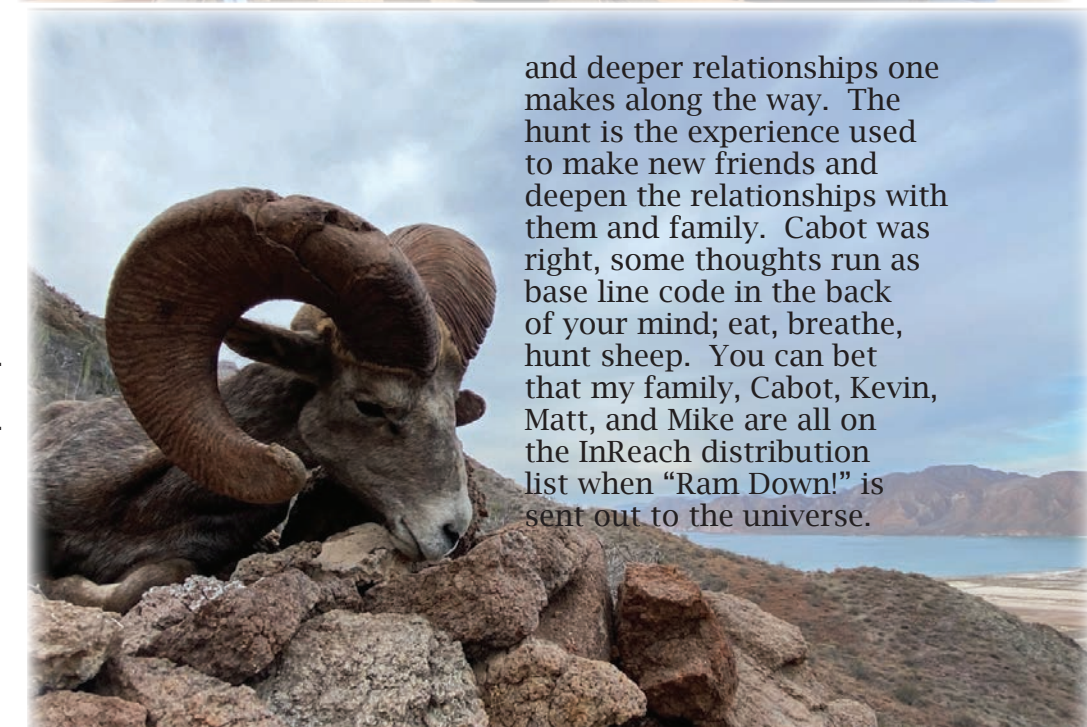 and deeper relationships one
makes along the way.  The
hunt is the experience used
to make new friends and
deepen the relationships with
them and family.  Cabot was
right, some thoughts run as
base line code in the back
of your mind; eat, breathe,
hunt sheep.  You can bet
that my family, Cabot, Kevin,
Matt, and Mike are all on
the InReach distribution
list when “Ram Down!” is
sent out to the universe.